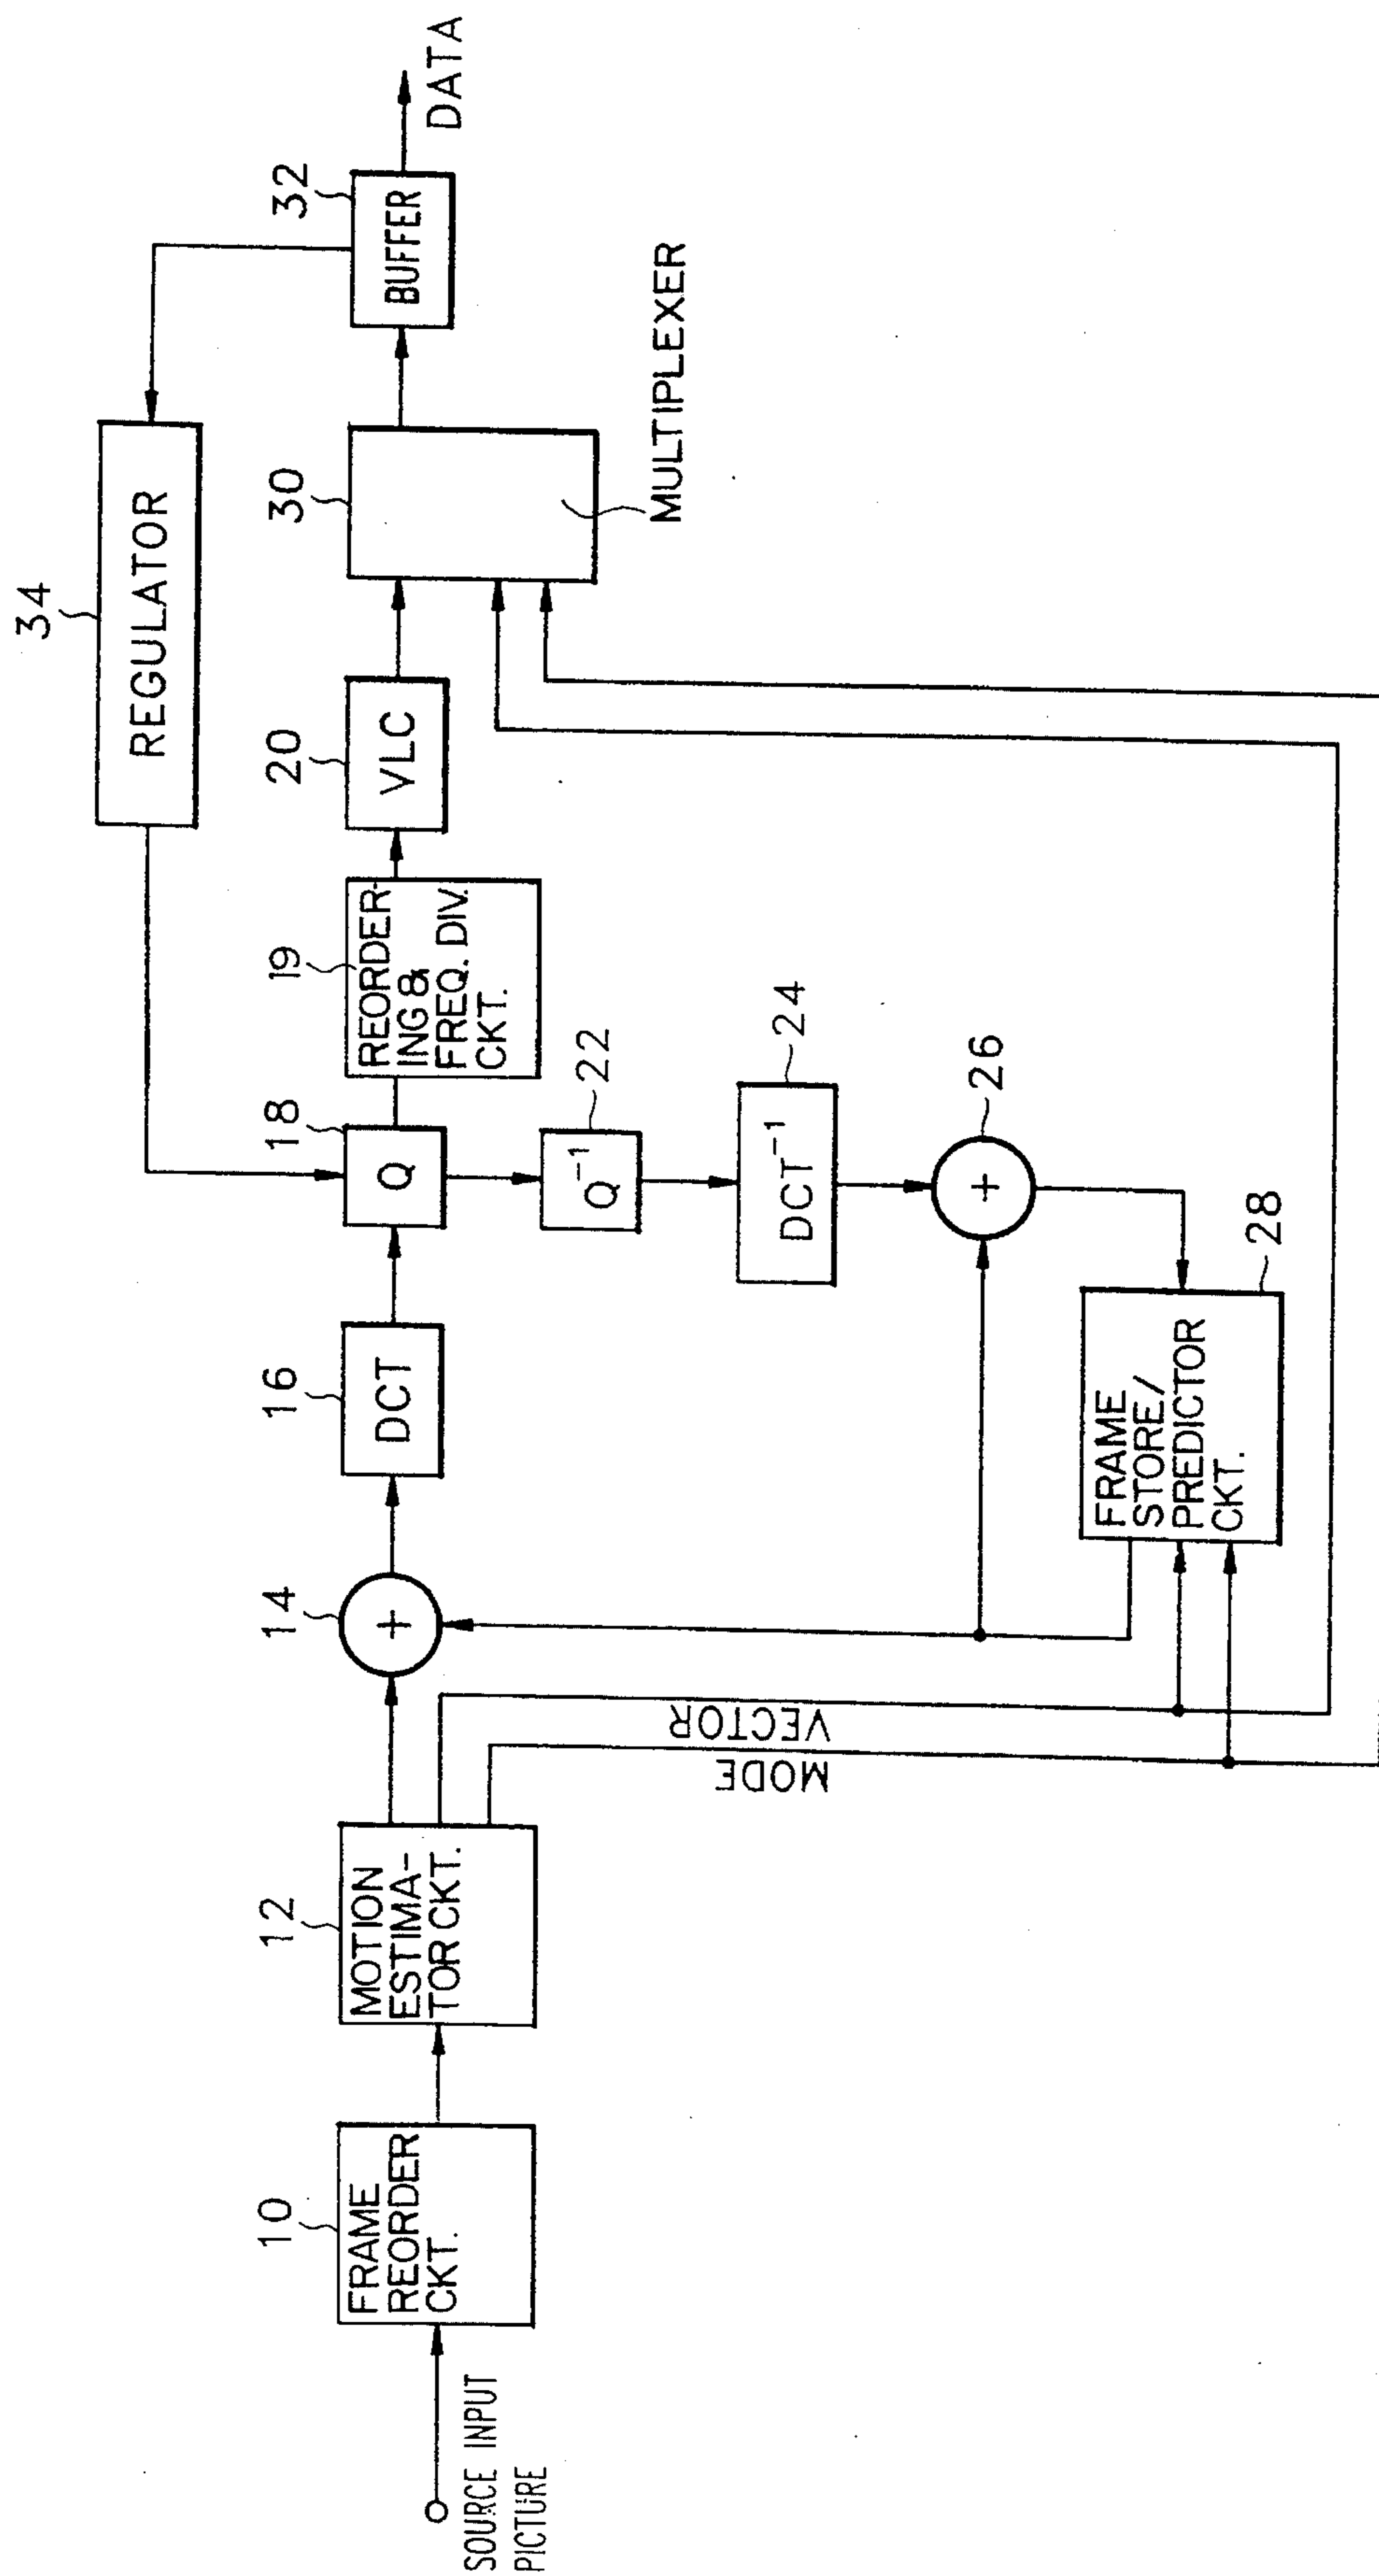 34
REGULATOR
10
FRAME
REORDER
CKT.
12
MOTION
ESTIMA-
TOR CKT.
14
+
16
DCT
18
Q
19
REORDER-
ING &
FREQ. DIV.
CKT.
20
VLC
30
MULTIPLEXER
32
BUFFER
DATA
SOURCE INPUT
PICTURE
22
Q⁻¹
24
DCT⁻¹
26
+
28
FRAME
STORE/
PREDICTOR
CKT.
VECTOR
MODE